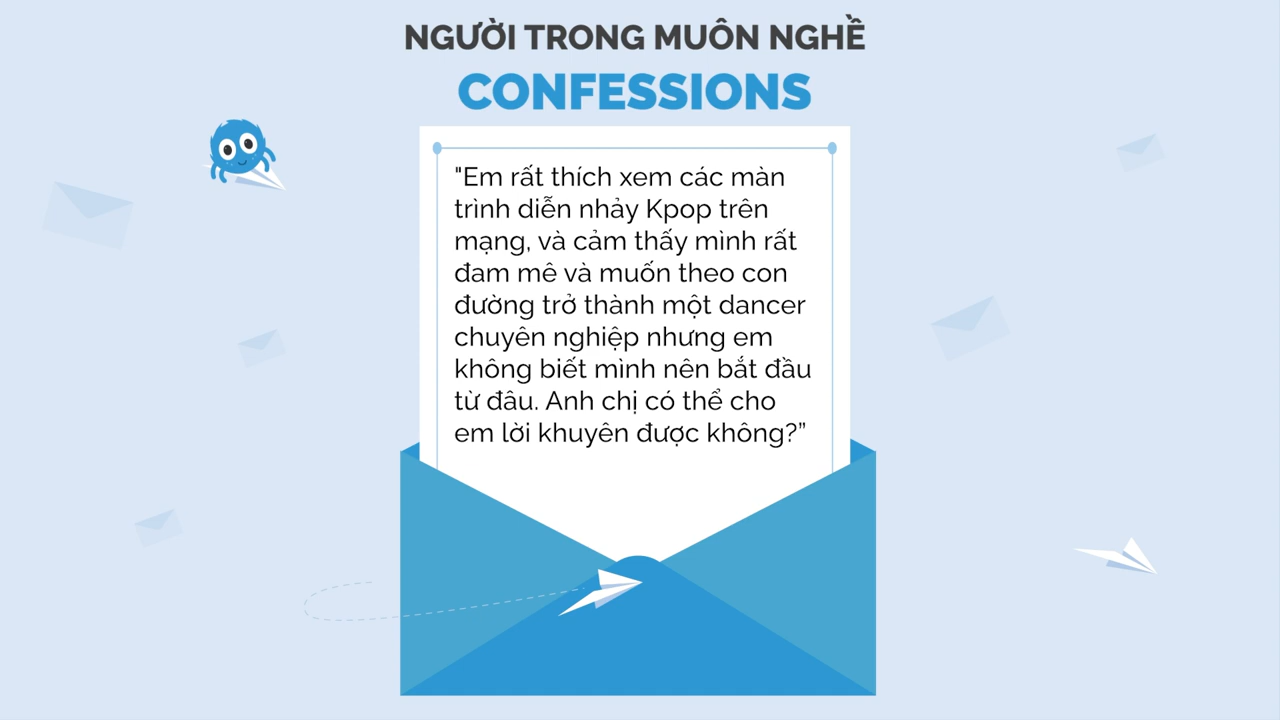 NGƯỜI TRONG MUÔN NGHỀ
CONFESSIONS
"Em rất thích xem các màn
trình diễn nhảy Kpop trên
mạng, và cảm thấy mình rất
đam mê và muốn theo con
đường trở thành một dancer
chuyên nghiệp nhưng em
không biết mình nên bắt đầu
từ đâu. Anh chị có thể cho
em lời khuyên được không?”